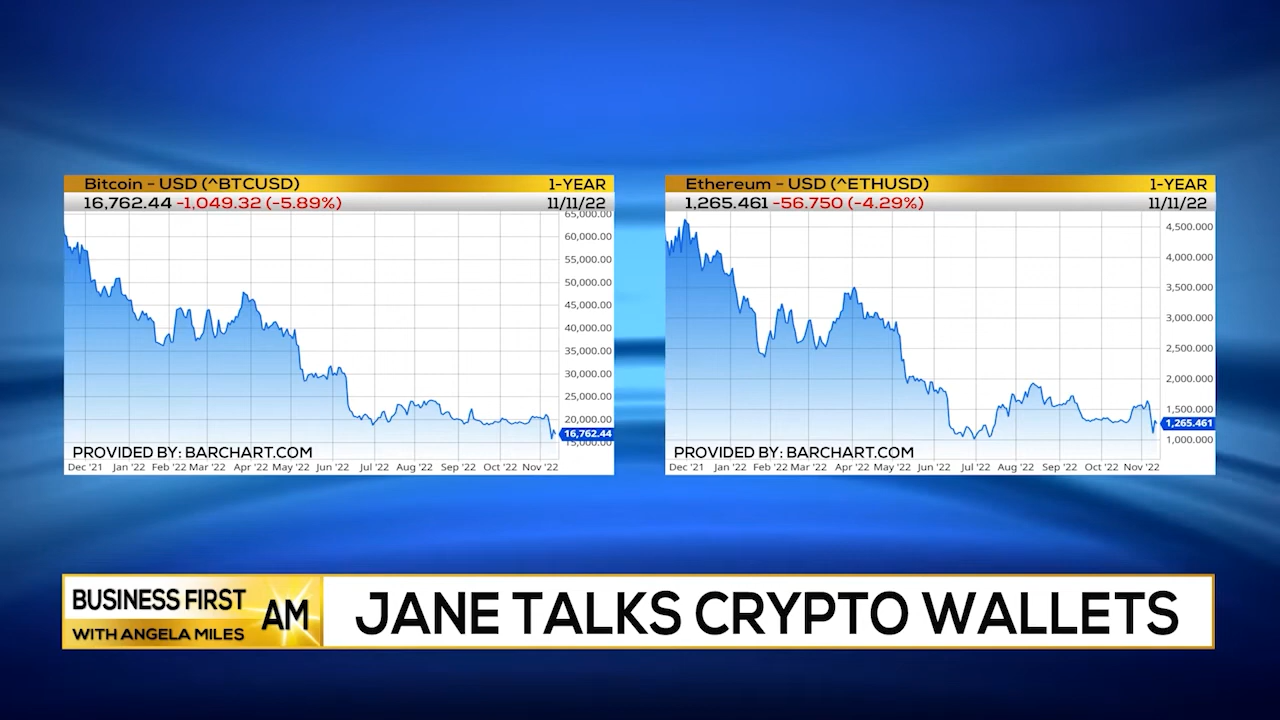 Bitcoin - USD (^BTCUSD) 1-YEAR
16,762.44 -1,049.32 (-5.89%) 11/11/22
65,000.00
60,000.00
55,000.00
50,000.00
45,000.00
40,000.00
35,000.00
30,000.00
25,000.00
20,000.00
16,762.44
15,000.00
PROVIDED BY: BARCHART.COM
Dec '21 Jan '22 Feb '22 Mar '22 Apr '22 May '22 Jun '22 Jul '22 Aug '22 Sep '22 Oct '22 Nov '22
Ethereum - USD (^ETHUSD) 1-YEAR
1,265.461 -56.750 (-4.29%) 11/11/22
4,500.000
4,000.000
3,500.000
3,000.000
2,500.000
2,000.000
1,500.000
1,265.461
1,000.000
PROVIDED BY: BARCHART.COM
Dec '21 Jan '22 Feb '22 Mar '22 Apr '22 May '22 Jun '22 Jul '22 Aug '22 Sep '22 Oct '22 Nov '22
BUSINESS FIRST AM
WITH ANGELA MILES
JANE TALKS CRYPTO WALLETS